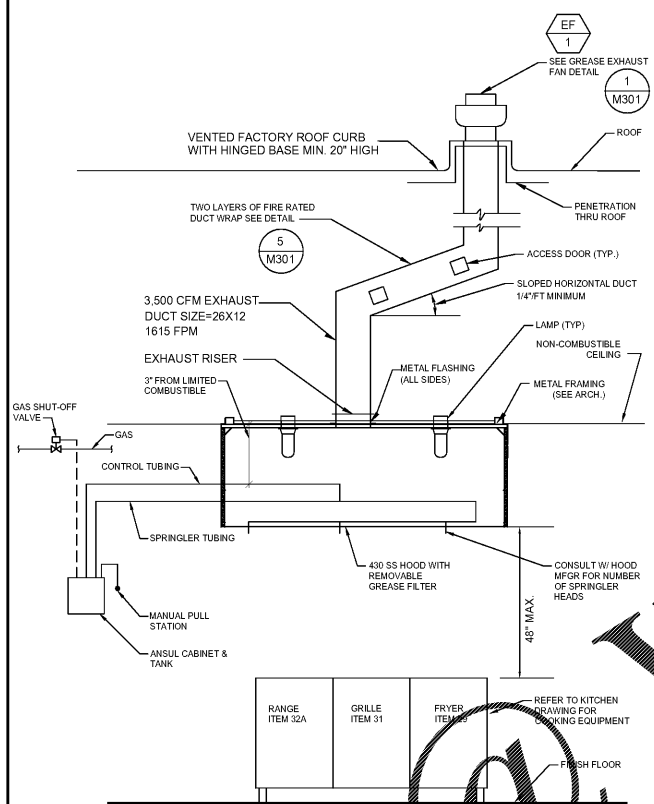 EF
1
SEE GREASE EXHAUST
FAN DETAIL
1
M301
VENTED FACTORY ROOF CURB
WITH HINGED BASE MIN. 20" HIGH
ROOF
TWO LAYERS OF FIRE RATED
DUCT WRAP SEE DETAIL
PENETRATION
THRU ROOF
5
M301
ACCESS DOOR (TYP.)
SLOPED HORIZONTAL DUCT
1/4"/FT MINIMUM
3,500 CFM EXHAUST
DUCT SIZE=26X12
1615 FPM
LAMP (TYP)
NON-COMBUSTIBLE
CEILING
EXHAUST RISER
3" FROM LIMITED
COMBUSTIBLE
METAL FLASHING
(ALL SIDES)
METAL FRAMING
(SEE ARCH.)
GAS SHUT-OFF
VALVE
GAS
CONTROL TUBING
SPRINGLER TUBING
430 SS HOOD WITH
REMOVABLE
GREASE FILTER
CONSULT W/ HOOD
MFGR FOR NUMBER
OF SPRINGLER
HEADS
MANUAL PULL
STATION
ANSUL CABINET &
TANK
48" MAX.
RANGE
ITEM 32A
GRILLE
ITEM 31
FRYER
ITEM
REFER TO KITCHEN
DRAWING FOR
COOKING EQUIPMENT
FINISH FLOOR